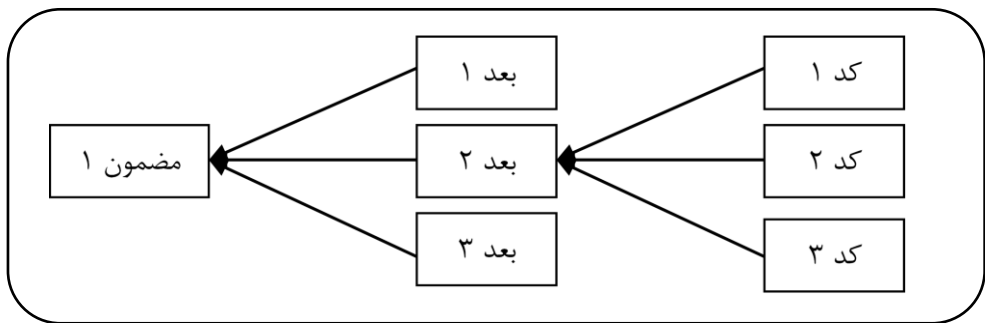 کد ۱
کد ۲
کد ۳
بعد ۱
بعد ۲
بعد ۳
مضمون ۱